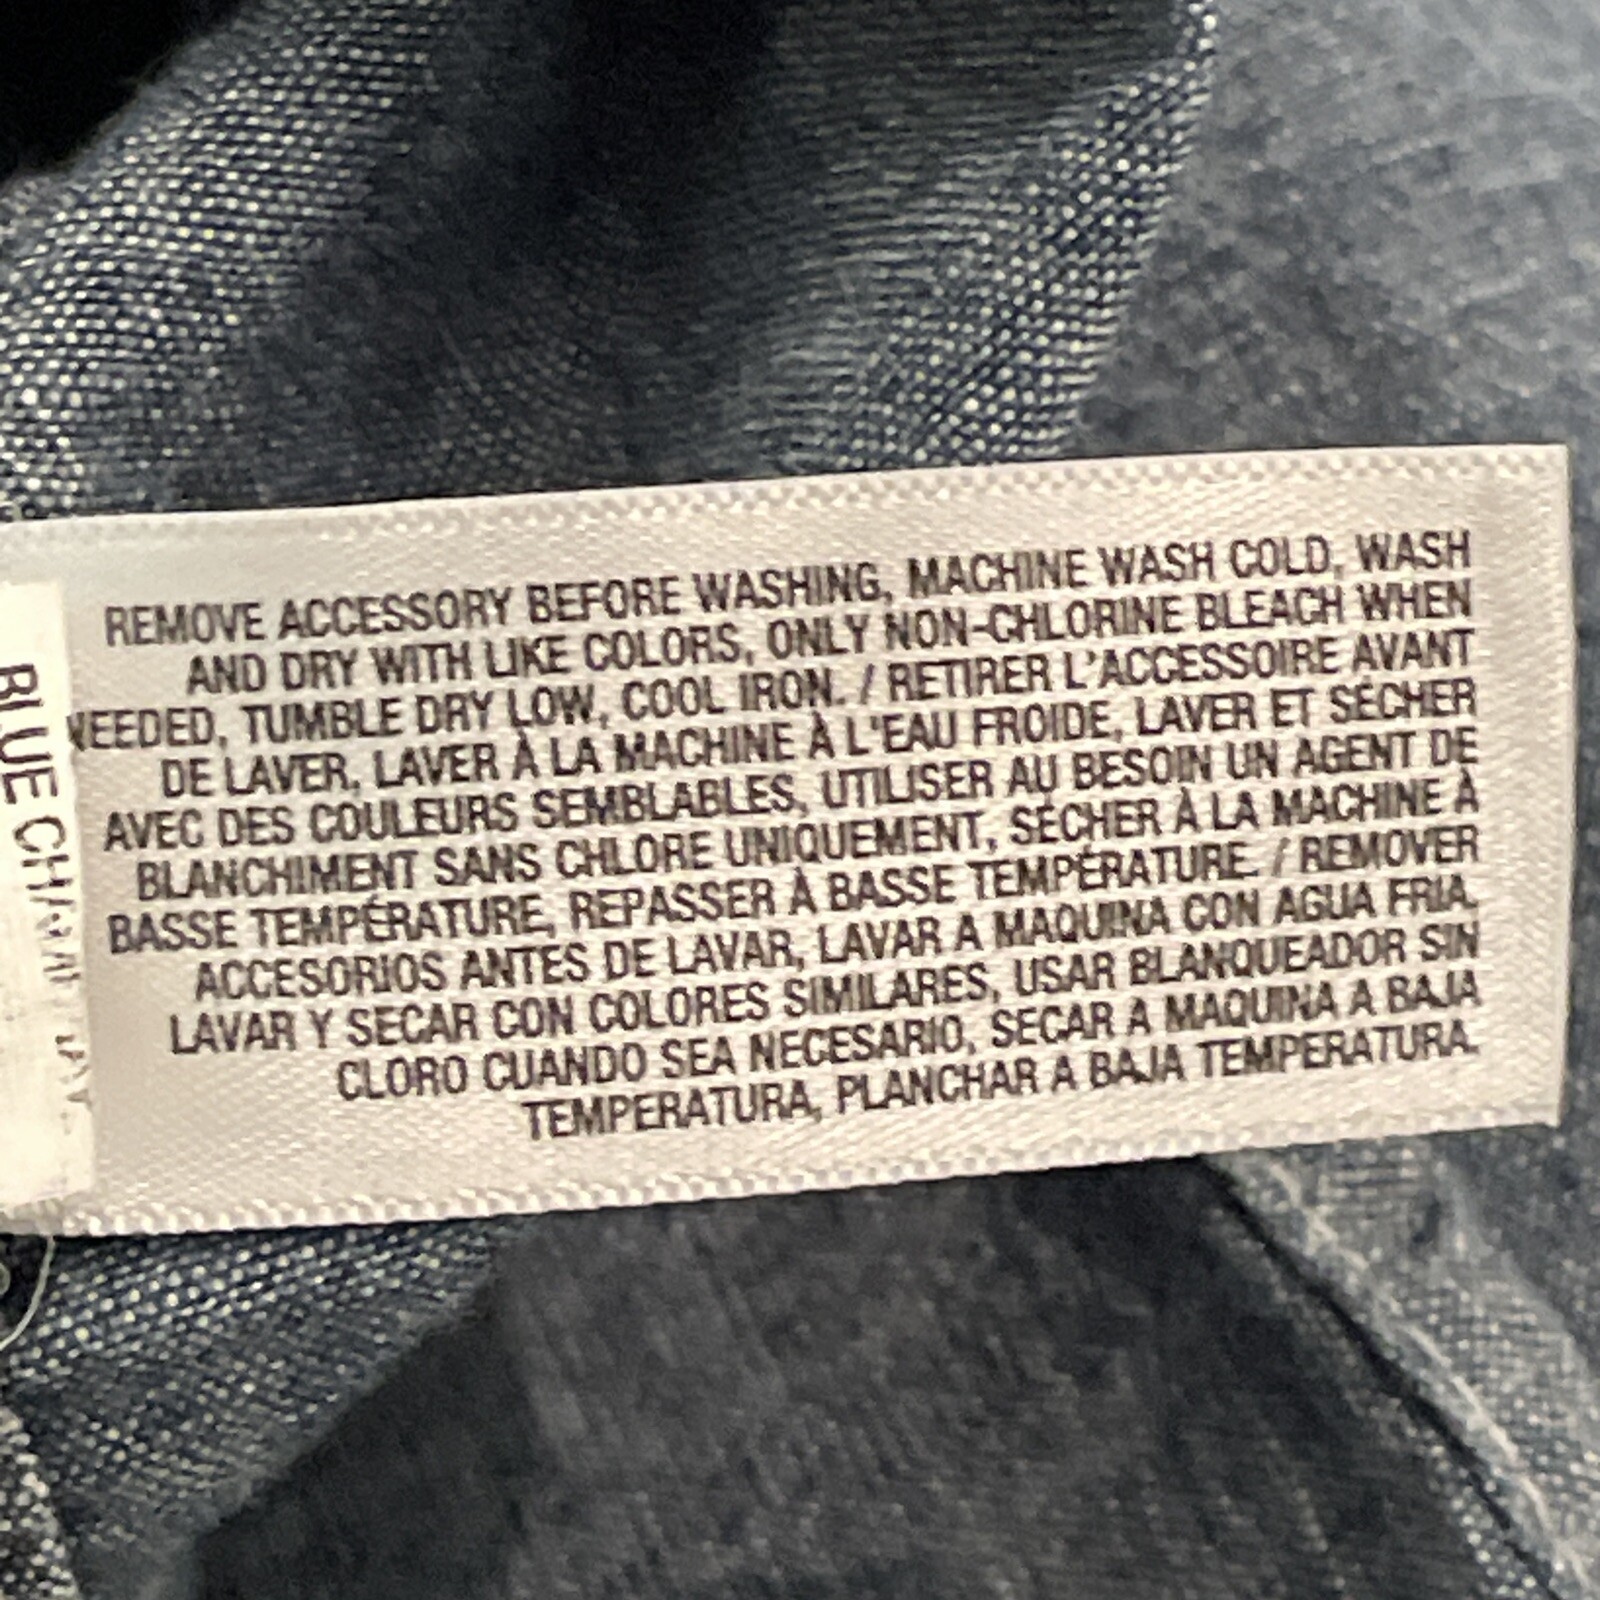 REMOVE ACCESSORY BEFORE WASHING, MACHINE WASH COLD, WASH
AND DRY WITH LIKE COLORS, ONLY NON-CHLORINE BLEACH WHEN
NEEDED, TUMBLE DRY LOW, COOL IRON. / RETIRER L'ACCESSOIRE AVANT
DE LAVER, LAVER À LA MACHINE À L'EAU FROIDE, LAVER ET SÉCHER
AVEC DES COULEURS SEMBLABLES, UTILISER AU BESOIN UN AGENT DE
BLANCHIMENT SANS CHLORE UNIQUEMENT, SÉCHER À LA MACHINE À
BASSE TEMPÉRATURE, REPASSER À BASSE TEMPÉRATURE. / REMOVER
ACCESORIOS ANTES DE LAVAR, LAVAR A MAQUINA CON AGUA FRIA.
LAVAR Y SECAR CON COLORES SIMILARES, USAR BLANQUEADOR SIN
CLORO CUANDO SEA NECESARIO, SECAR A MAQUINA A BAJA
TEMPERATURA, PLANCHAR A BAJA TEMPERATURA.
BLUE